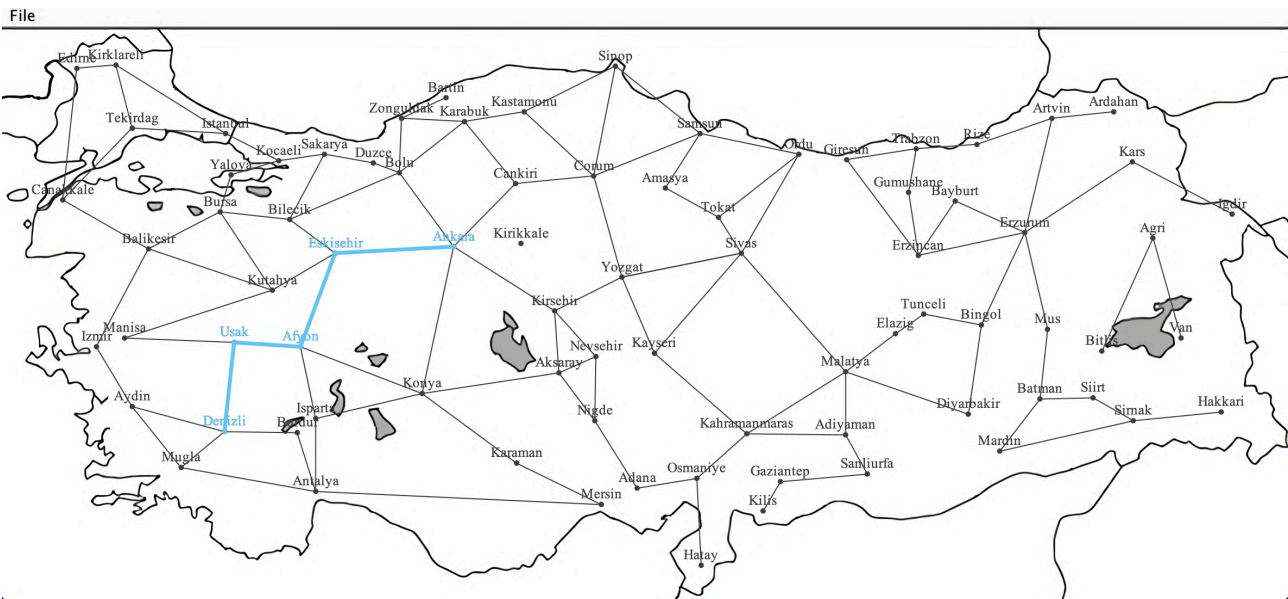 File
Edirne
Kirklareli
Sinop
Bartin
Zonguldak
Karabuk
Kastamonu
Artvin
Ardahan
Tekirdag
Istanbul
Samsun
Trabzon
Rize
Kocaeli
Sakarya
Duzce
Bolu
Ordu
Giresun
Kars
Yalova
Cankiri
Corum
Amasya
Gumushane
Bayburt
Canakkale
Bursa
Bilecik
Tokat
Igdir
Balikesir
Eskisehir
Ankara
Kirikkale
Sivas
Erzincan
Erzurum
Agri
Kutahya
Yozgat
Kirsehir
Tunceli
Bingol
Izmir
Manisa
Usak
Afyon
Nevsehir
Kayseri
Elazig
Mus
Bitlis
Van
Aksaray
Malatya
Aydin
Konya
Denizli
Isparta
Burdur
Nigde
Kahramanmaras
Adiyaman
Diyarbakir
Batman
Siirt
Sirnak
Hakkari
Mugla
Karaman
Mardin
Antalya
Mersin
Adana
Osmaniye
Gaziantep
Sanliurfa
Kilis
Hatay